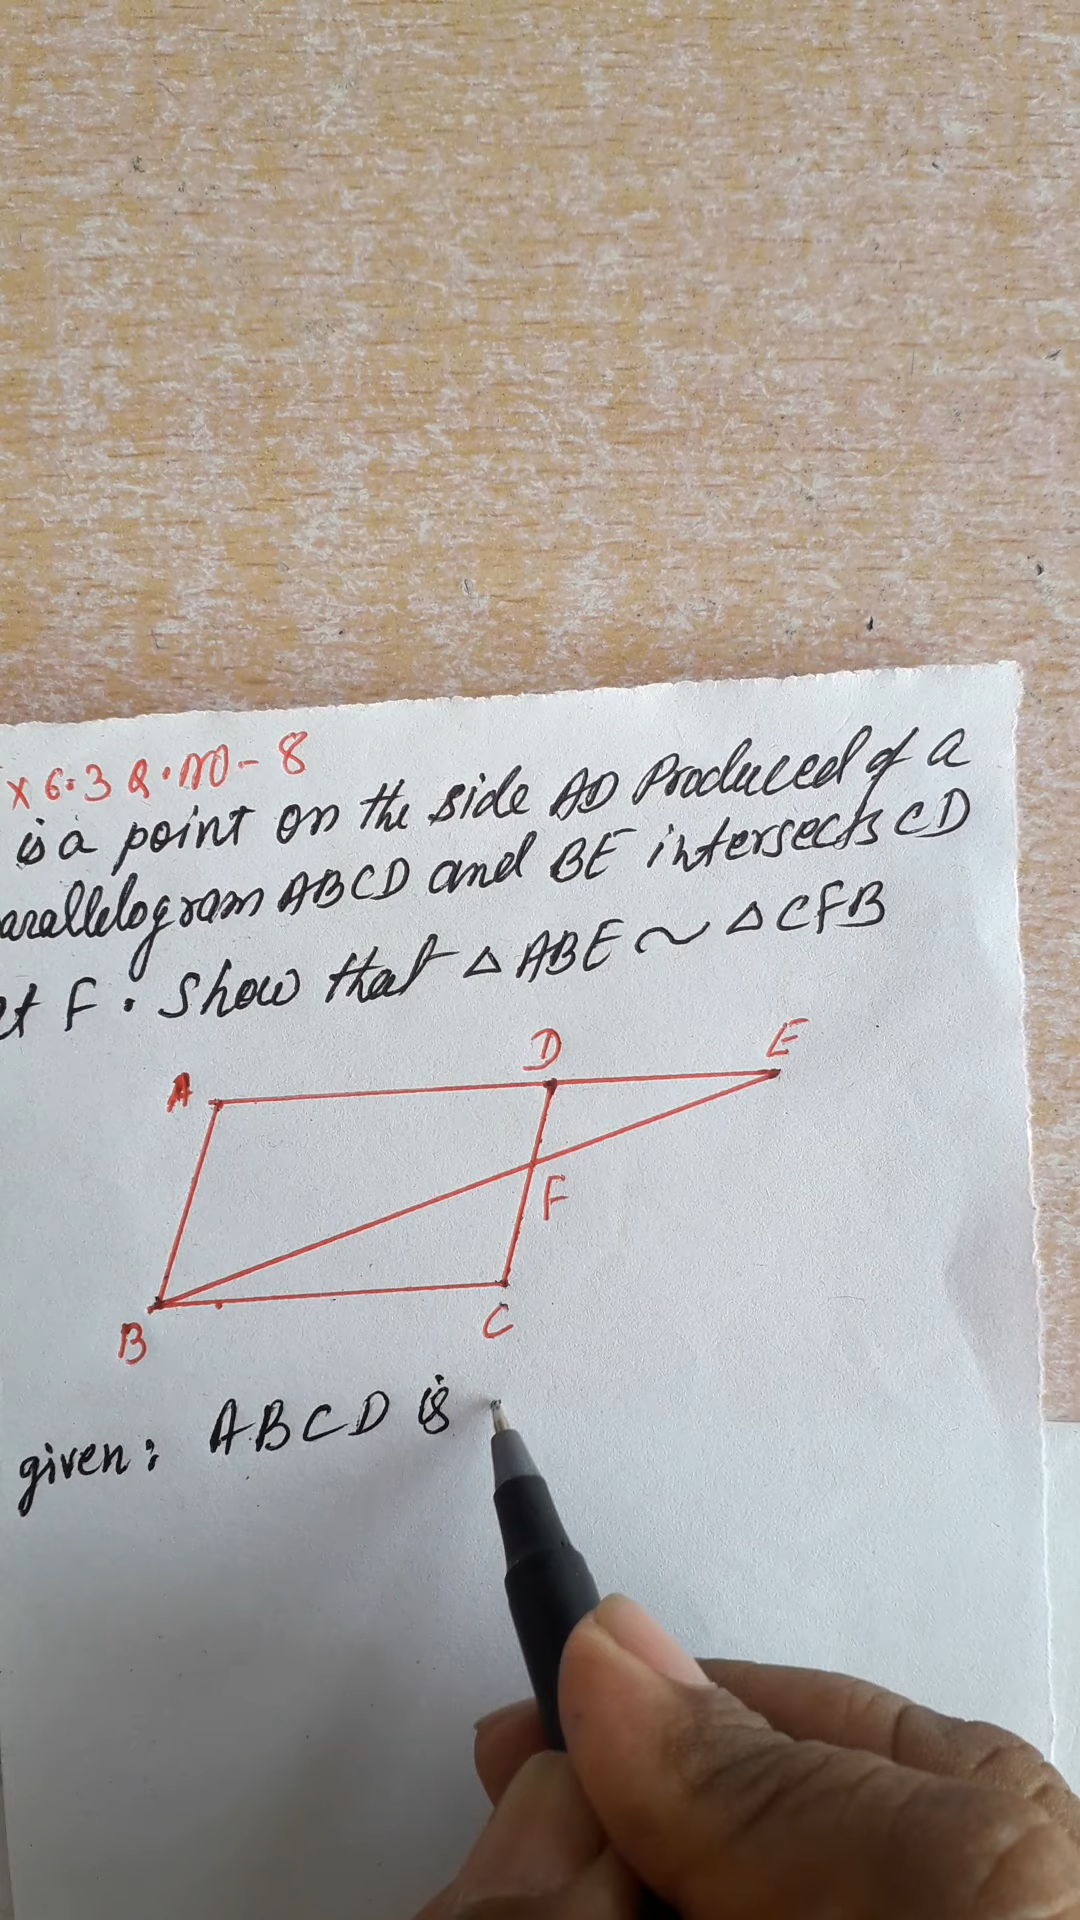 x 6.3 Q.NO-8
is a point on the side AD Produced of a
arallelogram ABCD and BE intersects CD
at F. Show that △ABE ~ △CFB
D E
A
F
B C
given: ABCD is